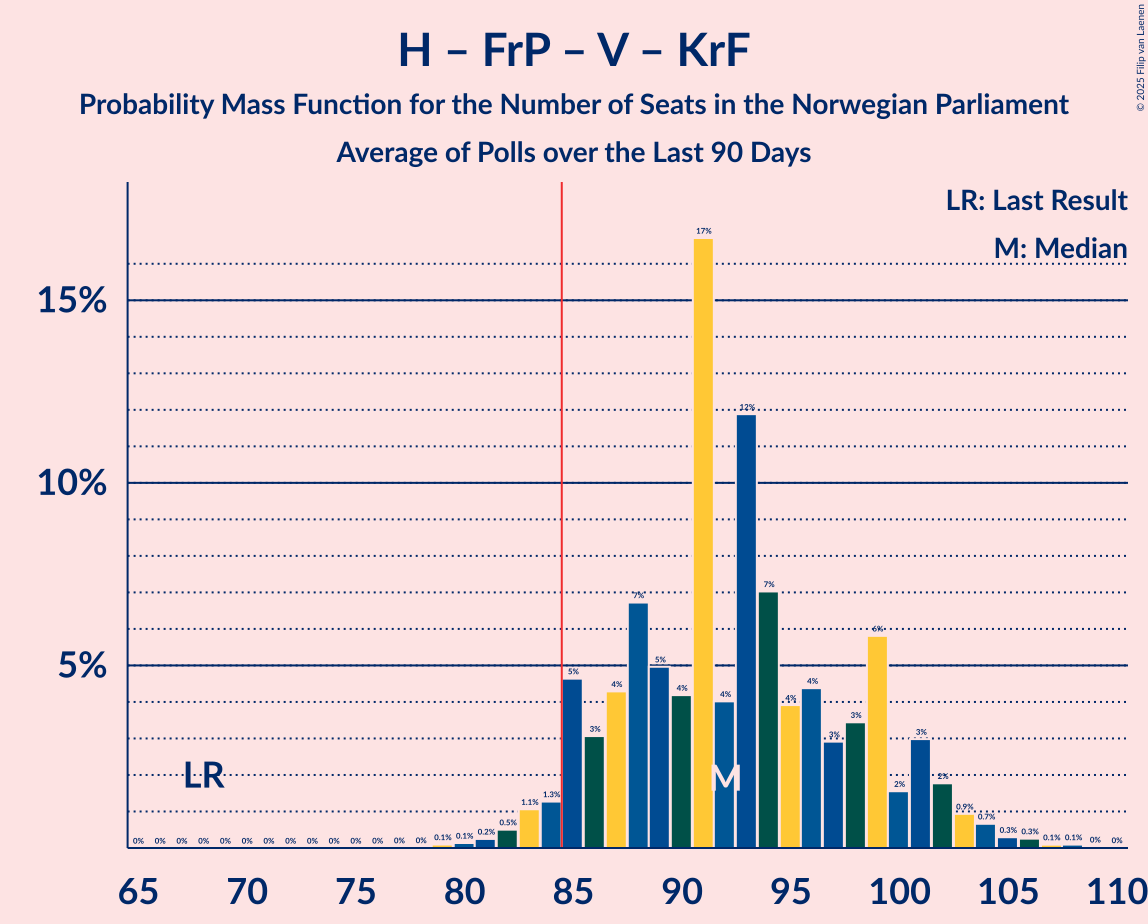 H – FrP – V – KrF
Probability Mass Function for the Number of Seats in the Norwegian Parliament
Average of Polls over the Last 90 Days
© 2025 Filip van Laenen
LR: Last Result
M: Median
15%
10%
5%
0% 0% 0% 0% 0% 0% 0% 0% 0% 0% 0% 0% 0% 0% 0.1% 0.1% 0.2% 0.5% 1.1% 1.3% 5% 3% 4% 7% 5% 4% 17% 4% 12% 7% 4% 4% 3% 3% 6% 2% 3% 2% 0.9% 0.7% 0.3% 0.3% 0.1% 0.1% 0% 0%
LR
M
65 70 75 80 85 90 95 100 105 110